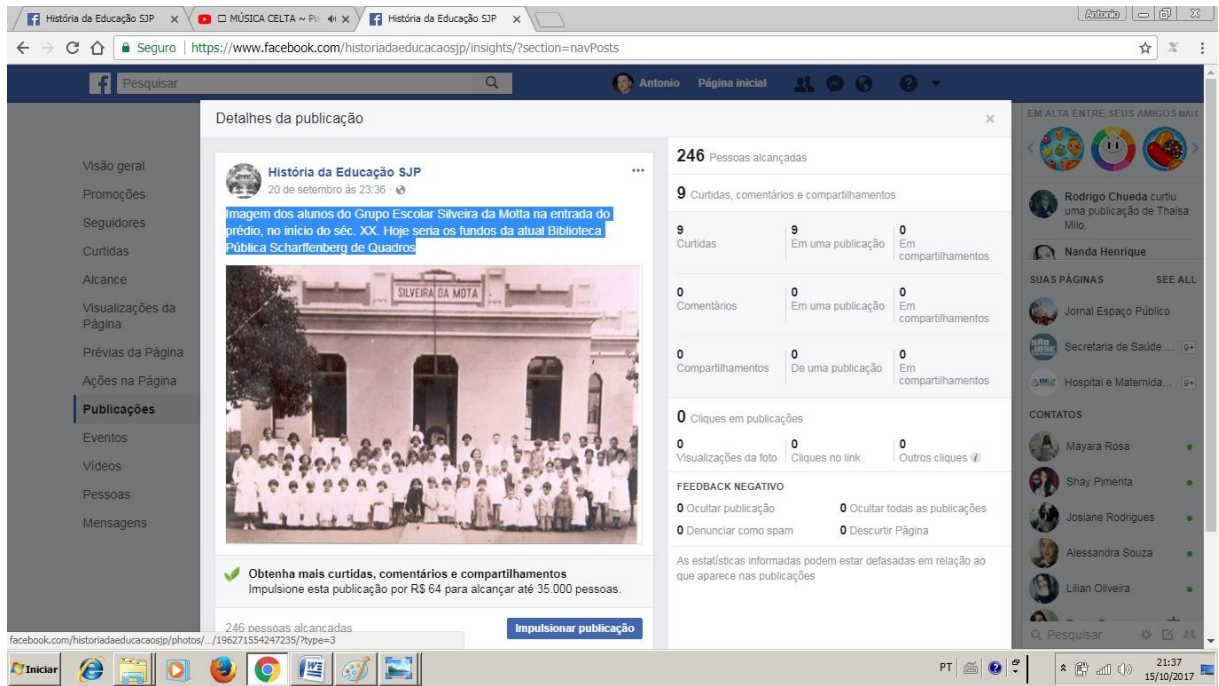 História da Educação SJP
MÚSICA CELTA ~ Pi
História da Educação SJP
Antonio
Seguro
https://www.facebook.com/historiadaeducacaosjp/insights/?section=navPosts
Pesquisar
Antonio
Página inicial
Visão geral
Promoções
Seguidores
Curtidas
Alcance
Visualizações da
Página
Prévias da Página
Ações na Página
Publicações
Eventos
Vídeos
Pessoas
Mensagens
Detalhes da publicação
História da Educação SJP
20 de setembro às 23:36
Imagem dos alunos do Grupo Escolar Silveira da Motta na entrada do
prédio, no início do séc. XX. Hoje seria os fundos da atual Biblioteca
Pública Scharffenberg de Quadros
SILVEIRA DA MOTA
Obtenha mais curtidas, comentários e compartilhamentos
Impulsione esta publicação por R$ 64 para alcançar até 35.000 pessoas.
246 pessoas alcançadas
Impulsionar publicação
246 Pessoas alcançadas
9 Curtidas, comentários e compartilhamentos
9 9 0
Curtidas Em uma publicação Em
compartilhamentos
0 0 0
Comentários Em uma publicação Em
compartilhamentos
0 0 0
Compartilhamentos De uma publicação Em
compartilhamentos
0 Cliques em publicações
0 0 0
Visualizações da foto Cliques no link Outros cliques
FEEDBACK NEGATIVO
0 Ocultar publicação 0 Ocultar todas as publicações
0 Denunciar como spam 0 Descurtir Página
As estatísticas informadas podem estar defasadas em relação ao
que aparece nas publicações
EM ALTA ENTRE SEUS AMIGOS MAIS
Rodrigo Chueda curtiu
uma publicação de Thaisa
Milo.
Nanda Henrique
SUAS PÁGINAS SEE ALL
Jornal Espaço Público
Secretaria de Saúde ... 9+
Hospital e Maternida... 9+
CONTATOS
Mayara Rosa
Shay Pimenta
Josiane Rodrigues
Alessandra Souza
Lilian Oliveira
Pesquisar
facebook.com/historiadaeducacaosjp/photos/.../196271554247235/?type=3
Iniciar
PT
21:37
15/10/2017